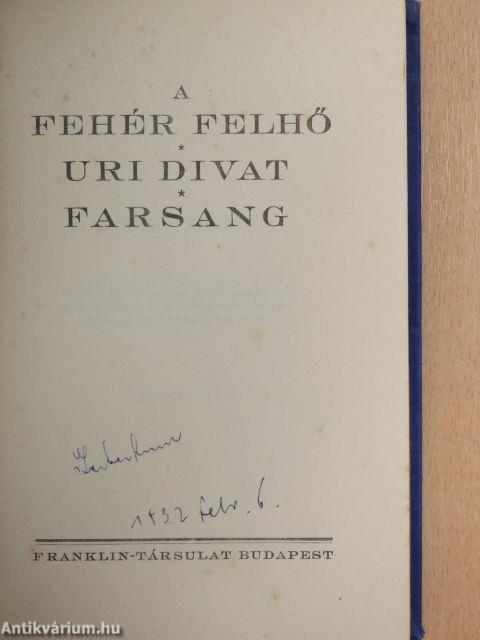 A
FEHÉR FELHŐ
*
URI DIVAT
*
FARSANG
1932 febr. 6.
FRANKLIN-TÁRSULAT BUDAPEST
Antikvárium.hu